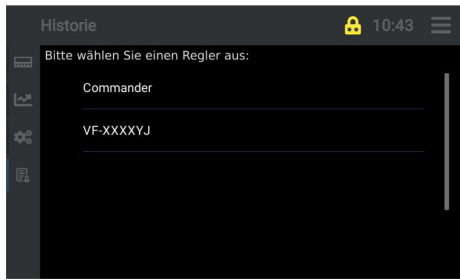 Historie
10:43
Bitte wählen Sie einen Regler aus:
Commander
VF-XXXXYJ